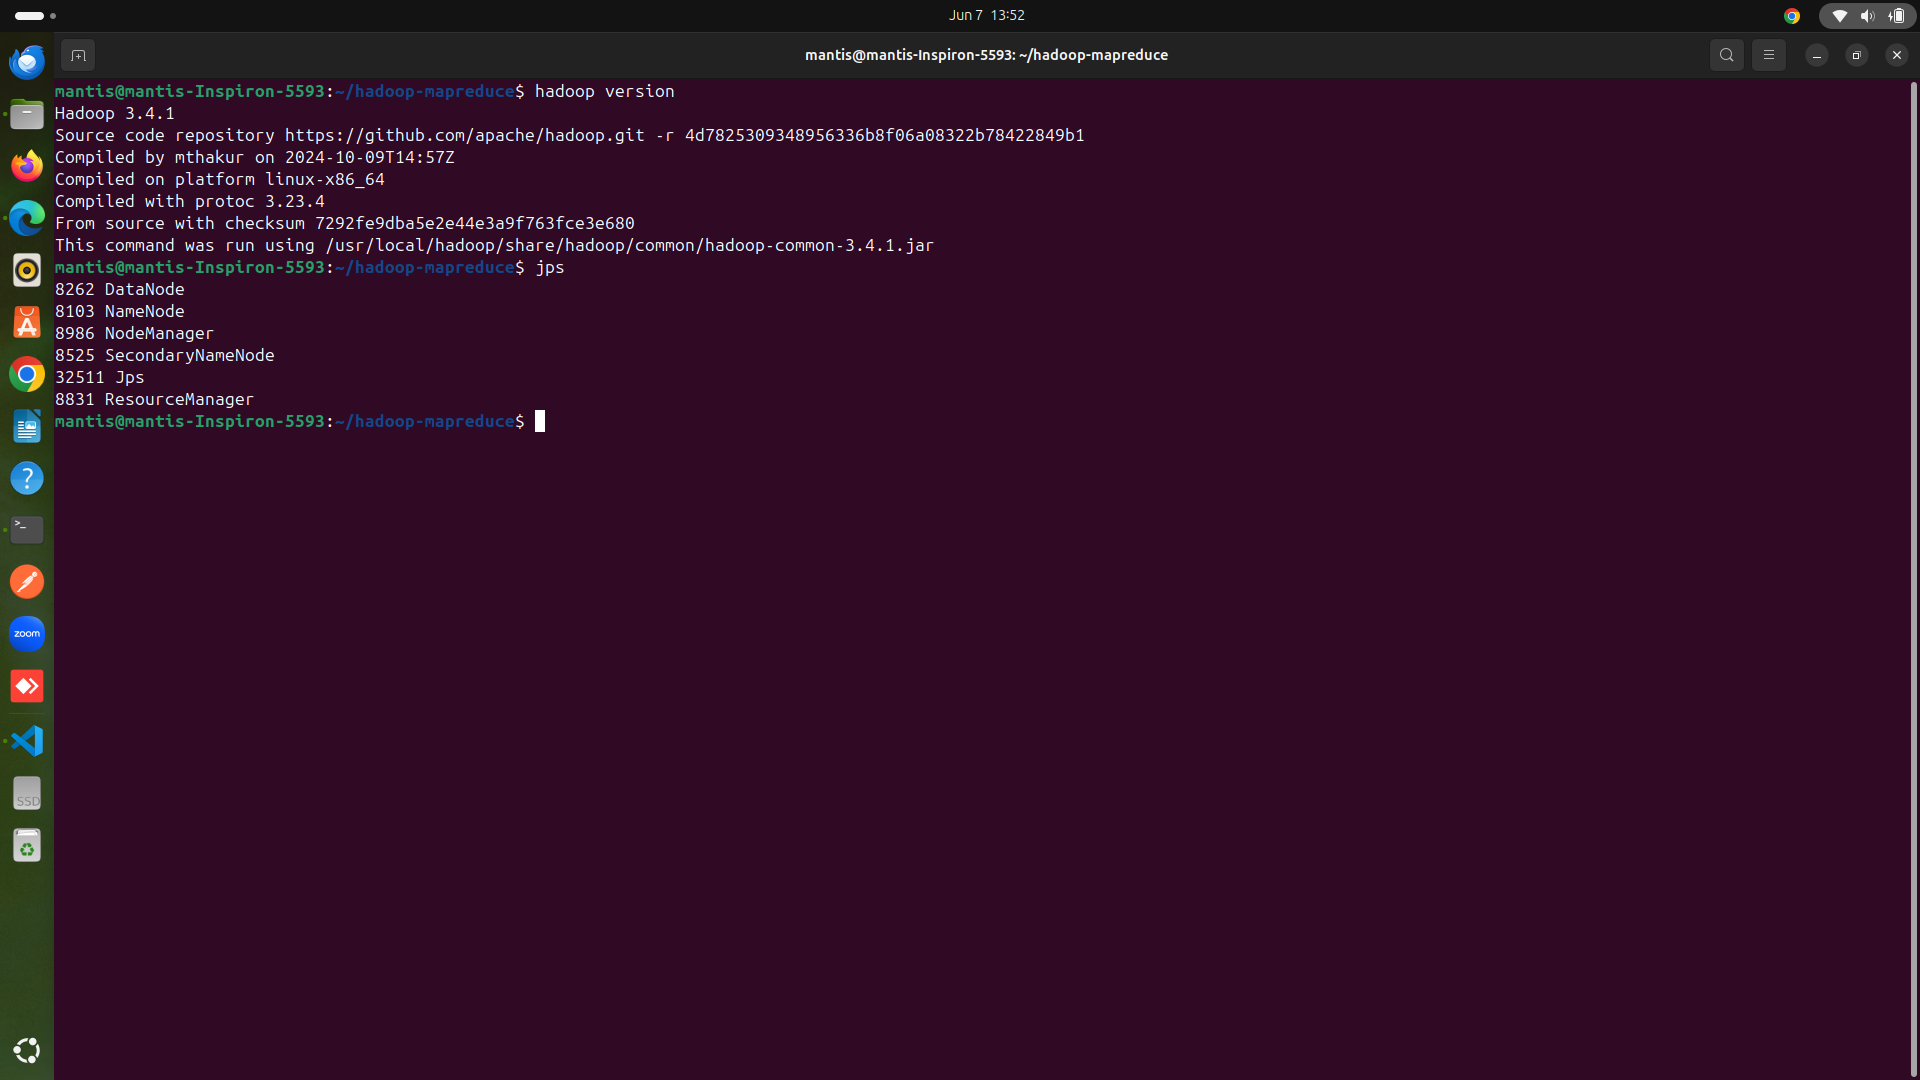 Jun 7 13:52
mantis@mantis-Inspiron-5593: ~/hadoop-mapreduce
mantis@mantis-Inspiron-5593:~/hadoop-mapreduce$ hadoop version
Hadoop 3.4.1
Source code repository https://github.com/apache/hadoop.git -r 4d7825309348956336b8f06a08322b78422849b1
Compiled by mthakur on 2024-10-09T14:57Z
Compiled on platform linux-x86_64
Compiled with protoc 3.23.4
From source with checksum 7292fe9dba5e2e44e3a9f763fce3e680
This command was run using /usr/local/hadoop/share/hadoop/common/hadoop-common-3.4.1.jar
mantis@mantis-Inspiron-5593:~/hadoop-mapreduce$ jps
8262 DataNode
8103 NameNode
8986 NodeManager
8525 SecondaryNameNode
32511 Jps
8831 ResourceManager
mantis@mantis-Inspiron-5593:~/hadoop-mapreduce$
zoom
SSD